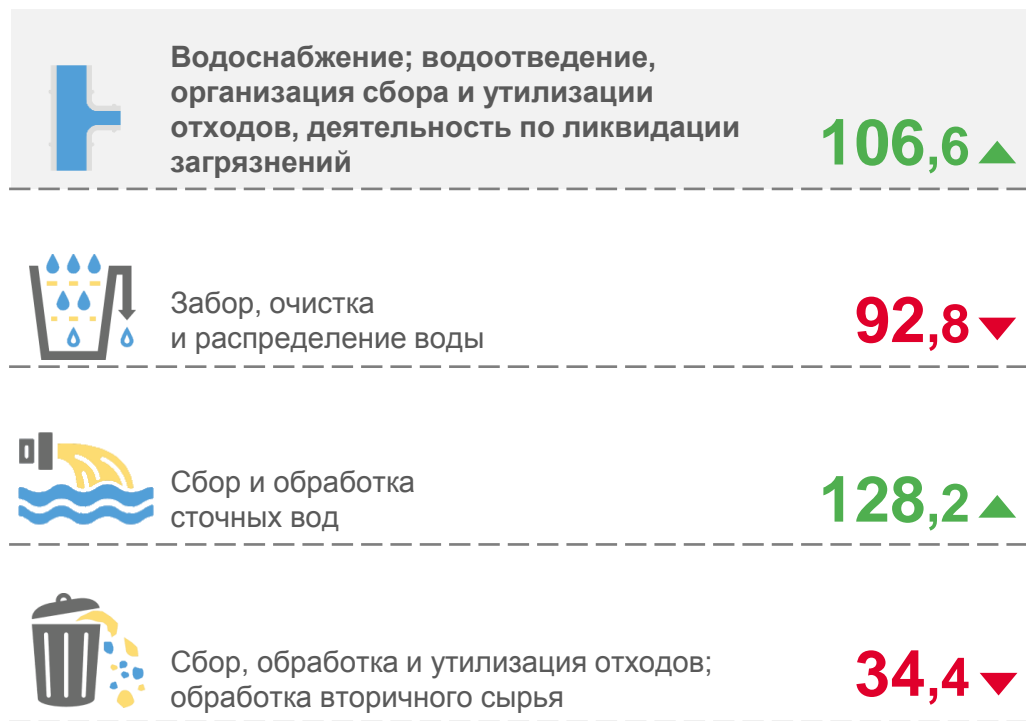 Водоснабжение; водоотведение,
организация сбора и утилизации
отходов, деятельность по ликвидации
загрязнений
106,6
Забор, очистка
и распределение воды
92,8
Сбор и обработка
сточных вод
128,2
Сбор, обработка и утилизация отходов;
обработка вторичного сырья
34,4